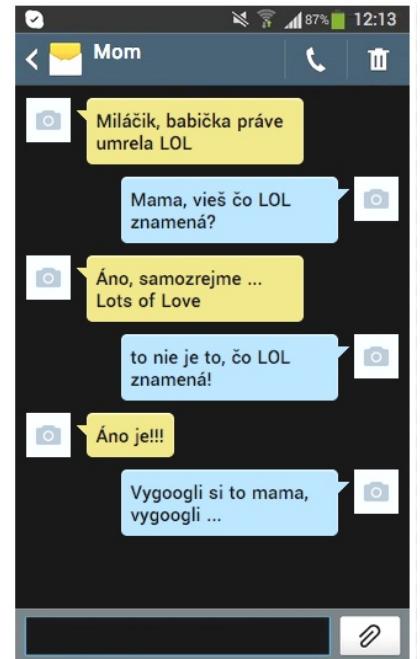 87% 12:13
Mom
Miláčik, babička práve
umrela LOL
Mama, vieš čo LOL
znamená?
Áno, samozrejme ...
Lots of Love
to nie je to, čo LOL
znamená!
Áno je!!!
Vygoogli si to mama,
vygoogli ...